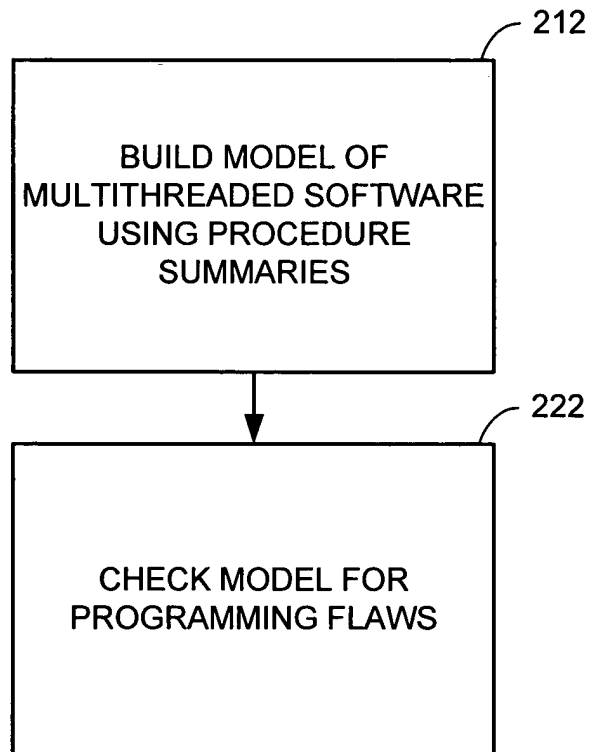 212
BUILD MODEL OF
MULTITHREADED SOFTWARE
USING PROCEDURE
SUMMARIES
222
CHECK MODEL FOR
PROGRAMMING FLAWS